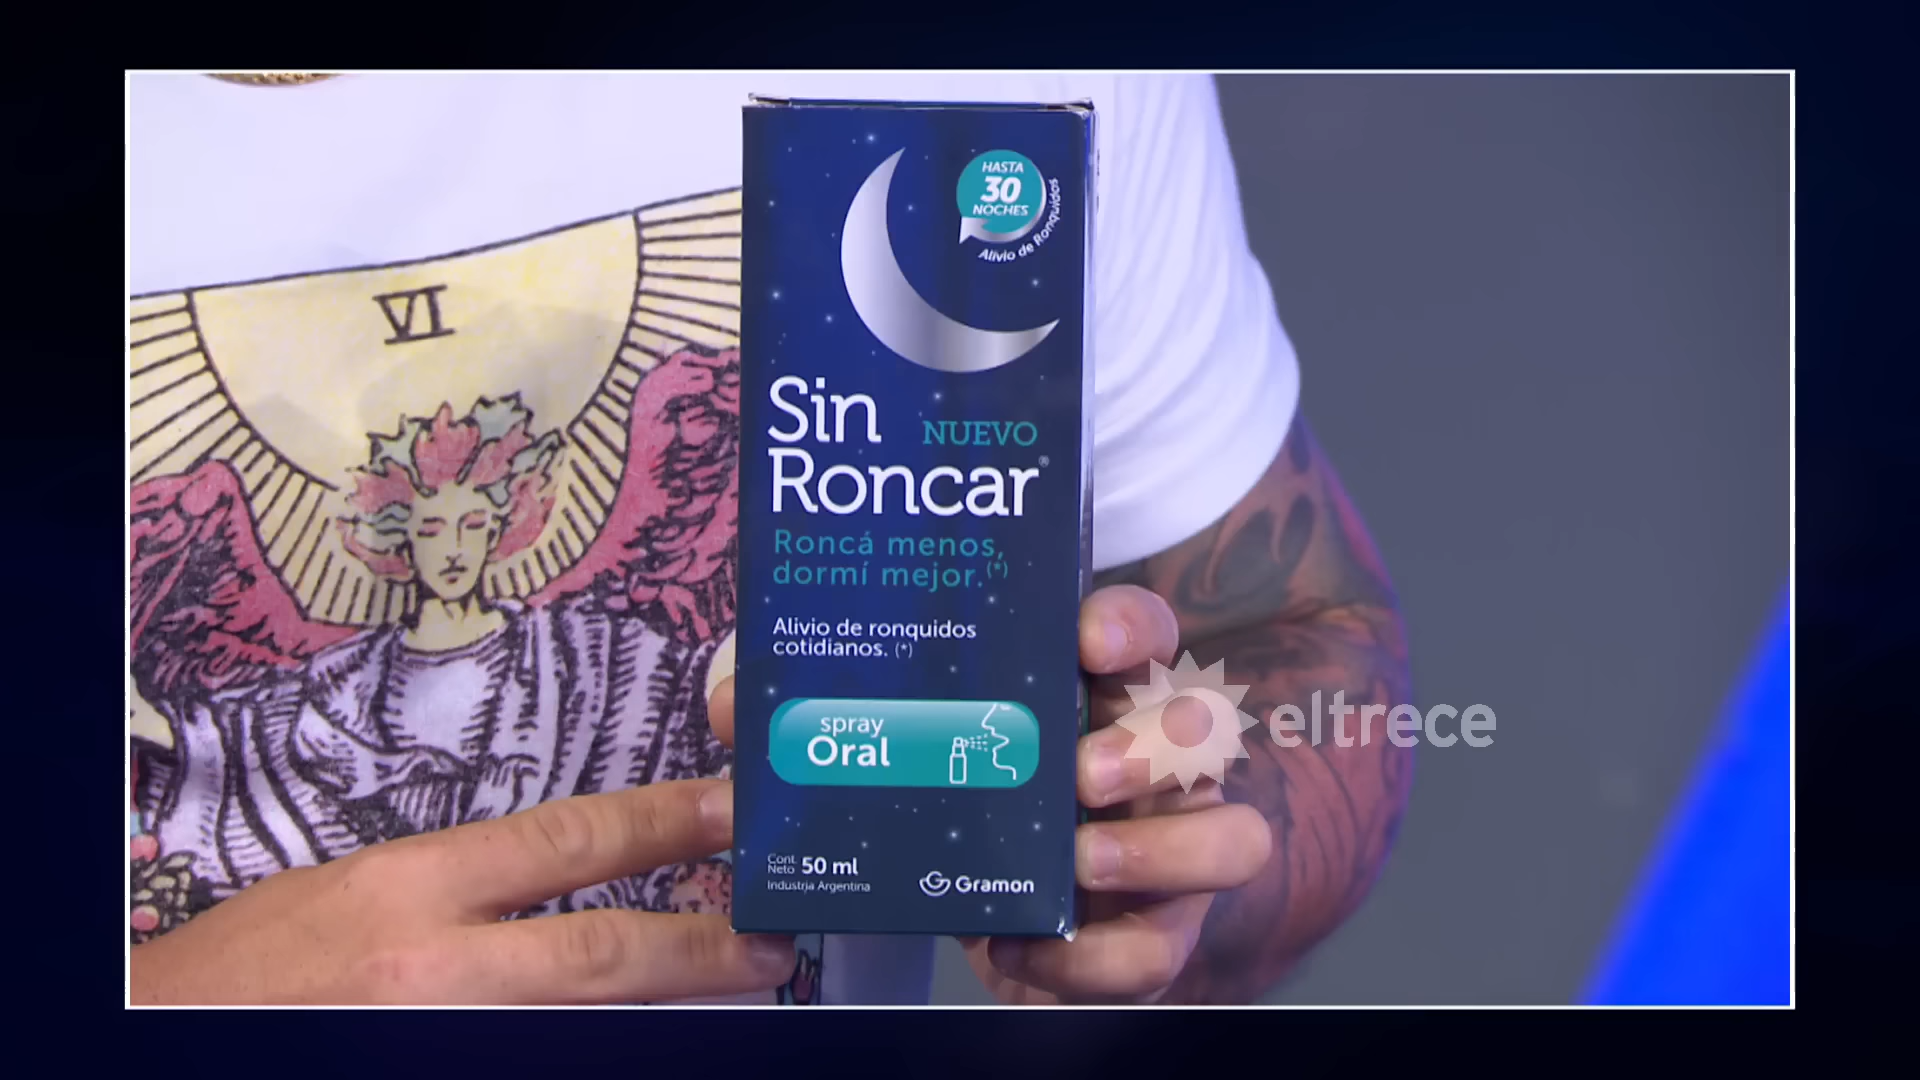 VI
HASTA
30
NOCHES
Alivio de Ronquidos
Sin
NUEVO
Roncar®
Roncá menos,
dormí mejor.(*)
Alivio de ronquidos
cotidianos. (*)
spray
Oral
Cont.
Neto 50 ml
Industria Argentina
Gramon
eltrece